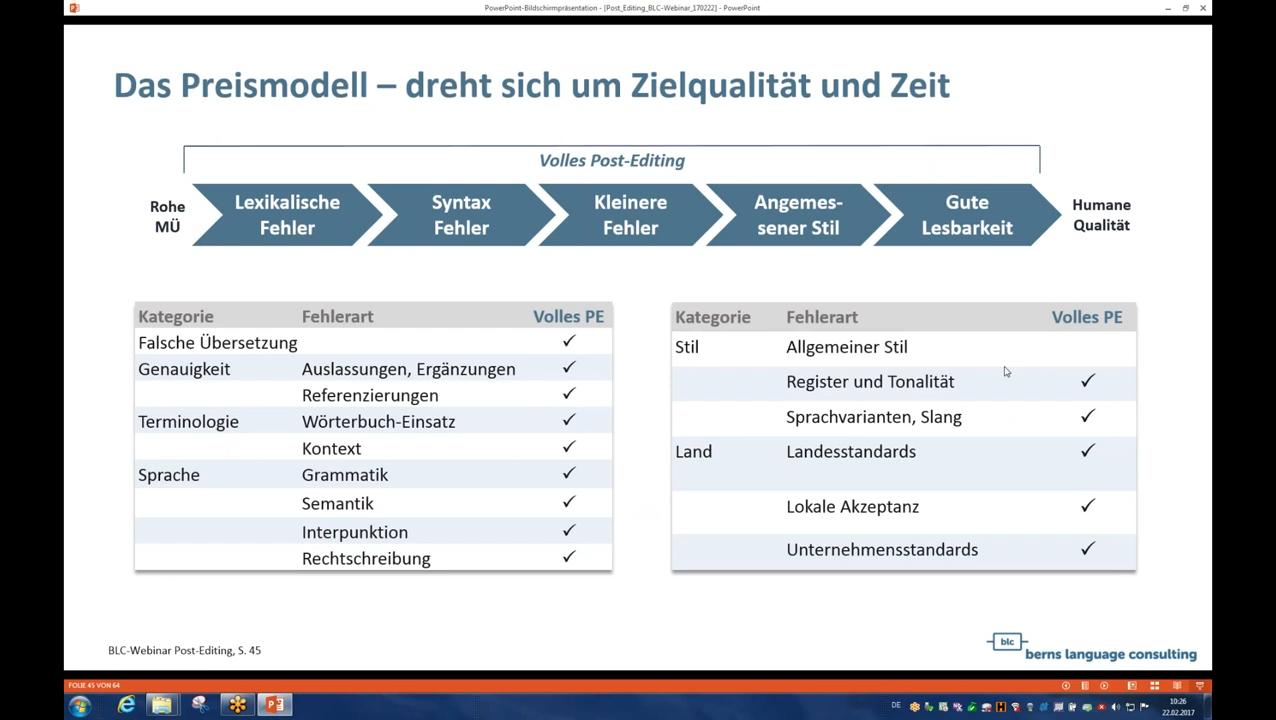 PowerPoint-Bildschirmpräsentation - [Post_Editing_BLC-Webinar_170222] - PowerPoint
Das Preismodell – dreht sich um Zielqualität und Zeit
Volles Post-Editing
Rohe
MÜ
Lexikalische
Fehler
Syntax
Fehler
Kleinere
Fehler
Angemes-
sener Stil
Gute
Lesbarkeit
Humane
Qualität
Kategorie Fehlerart Volles PE
Falsche Übersetzung ✓
Genauigkeit Auslassungen, Ergänzungen ✓
Referenzierungen ✓
Terminologie Wörterbuch-Einsatz ✓
Kontext ✓
Sprache Grammatik ✓
Semantik ✓
Interpunktion ✓
Rechtschreibung ✓
Kategorie Fehlerart Volles PE
Stil Allgemeiner Stil
Register und Tonalität ✓
Sprachvarianten, Slang ✓
Land Landesstandards ✓
Lokale Akzeptanz ✓
Unternehmensstandards ✓
BLC-Webinar Post-Editing, S. 45
blc
berns language consulting
FOLIE 45 VON 64
DE
10:26
22.02.2017